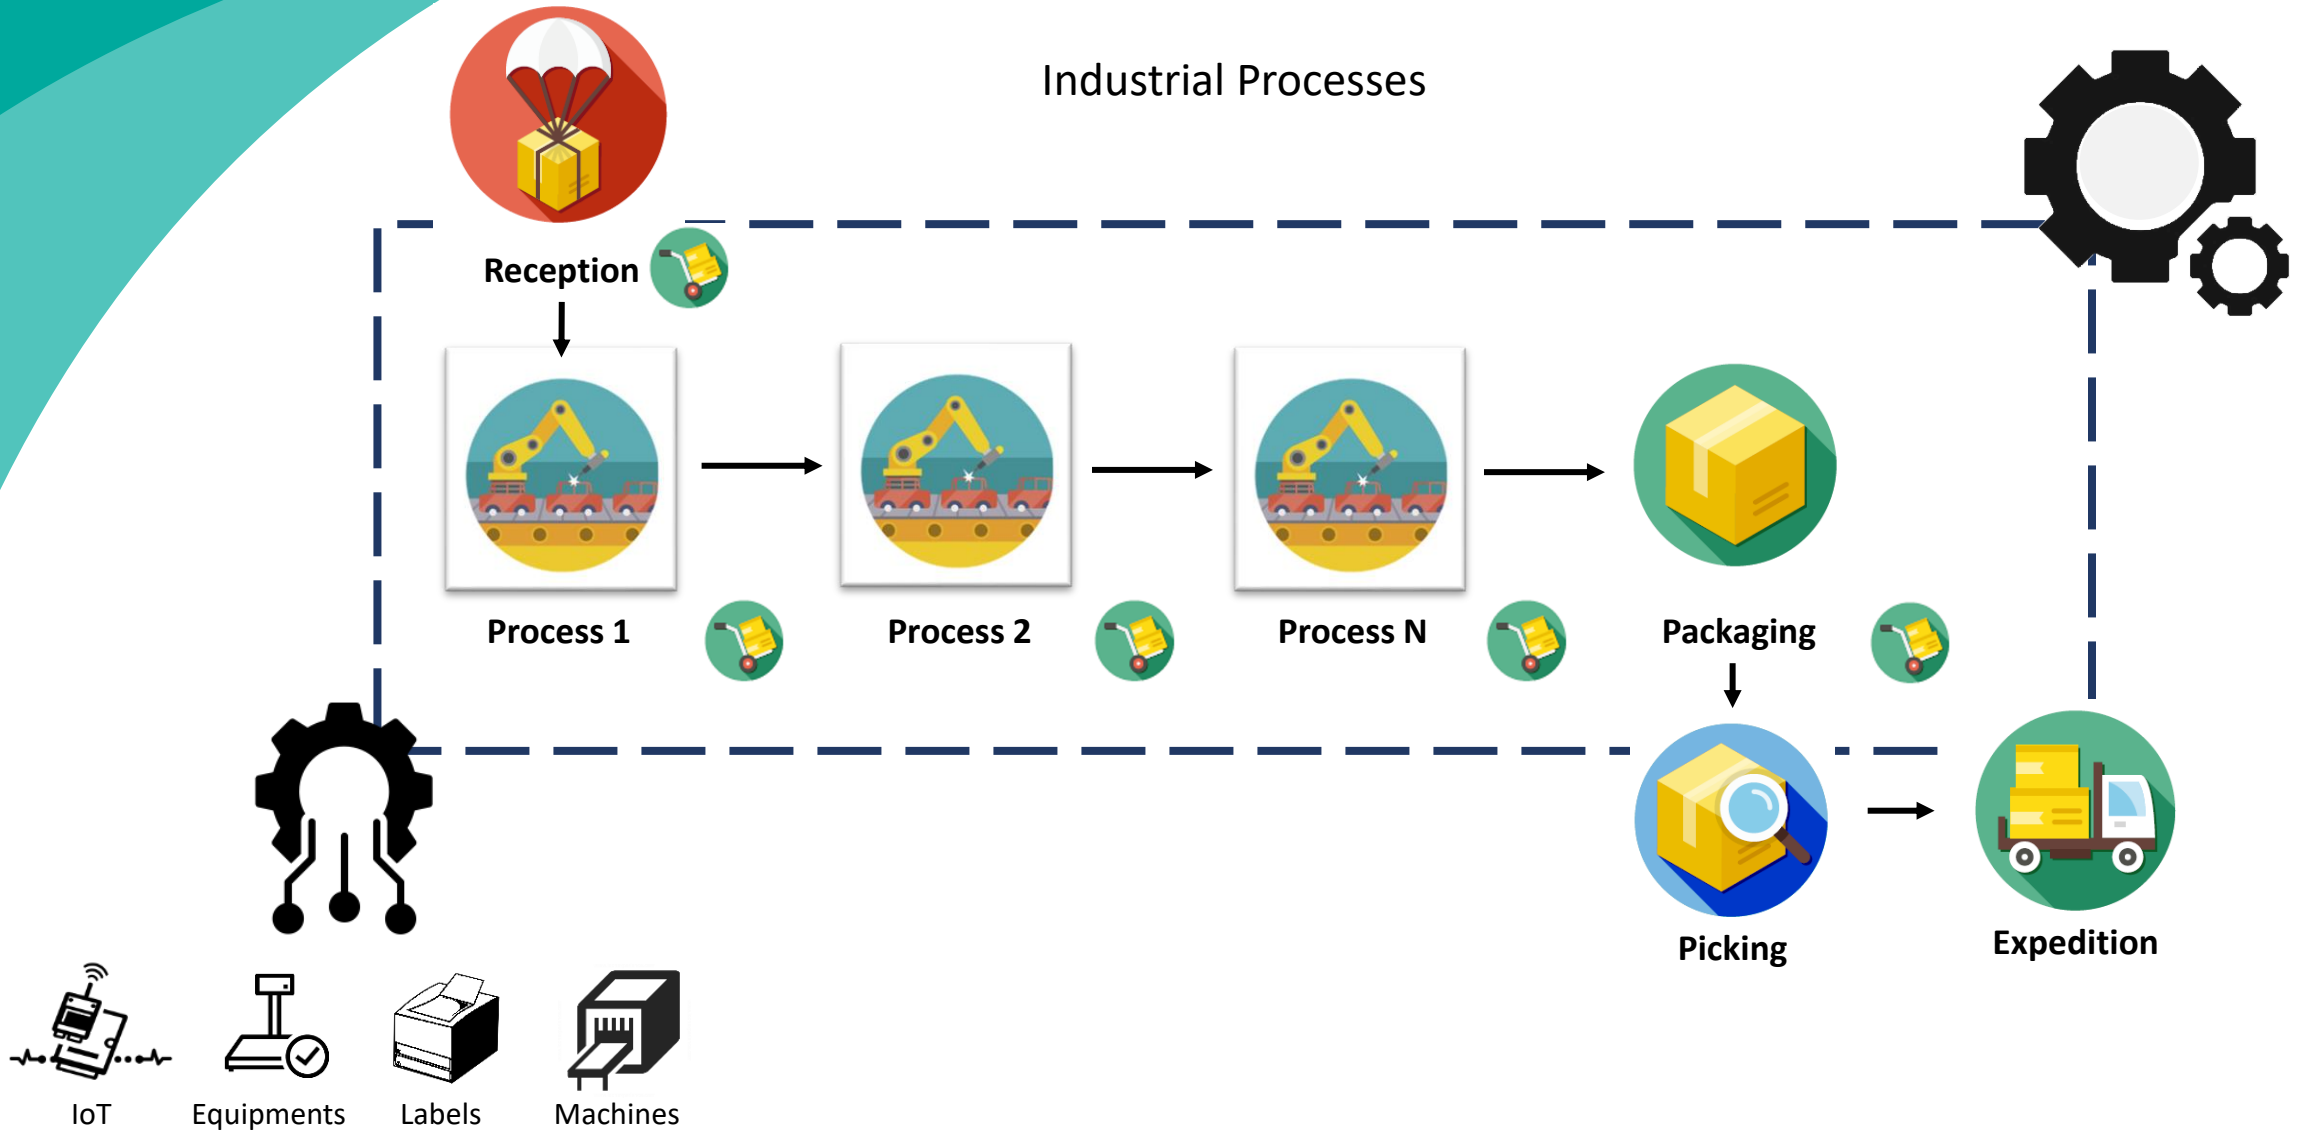 Industrial Processes
Reception
Process 1
Process 2
Process N
Packaging
Picking
Expedition
IoT
Equipments
Labels
Machines